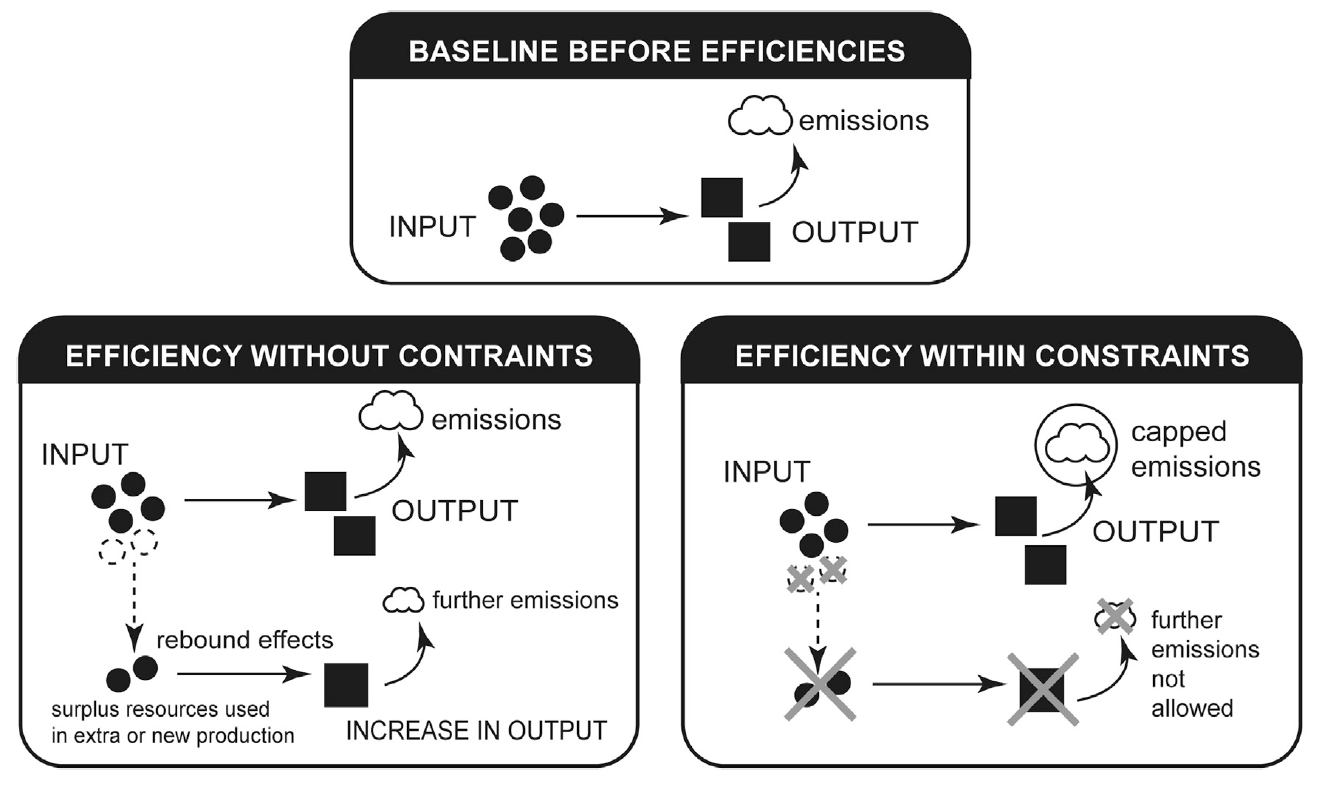 BASELINE BEFORE EFFICIENCIES
emissions
INPUT
OUTPUT
EFFICIENCY WITHOUT CONTRAINTS
emissions
INPUT
OUTPUT
further emissions
rebound effects
surplus resources used
in extra or new production
INCREASE IN OUTPUT
EFFICIENCY WITHIN CONSTRAINTS
capped
emissions
INPUT
OUTPUT
further
emissions
not
allowed